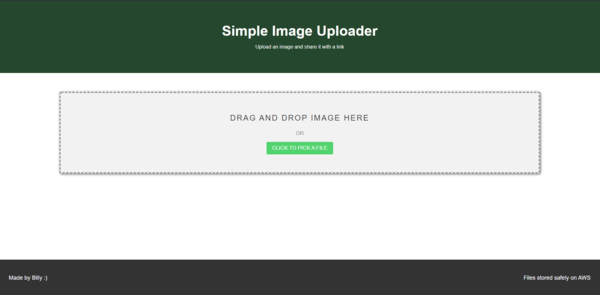 Simple Image Uploader
Upload an image and share it with a link
DRAG AND DROP IMAGE HERE
OR
CLICK TO PICK A FILE
Made by Billy :)
Files stored safely on AWS